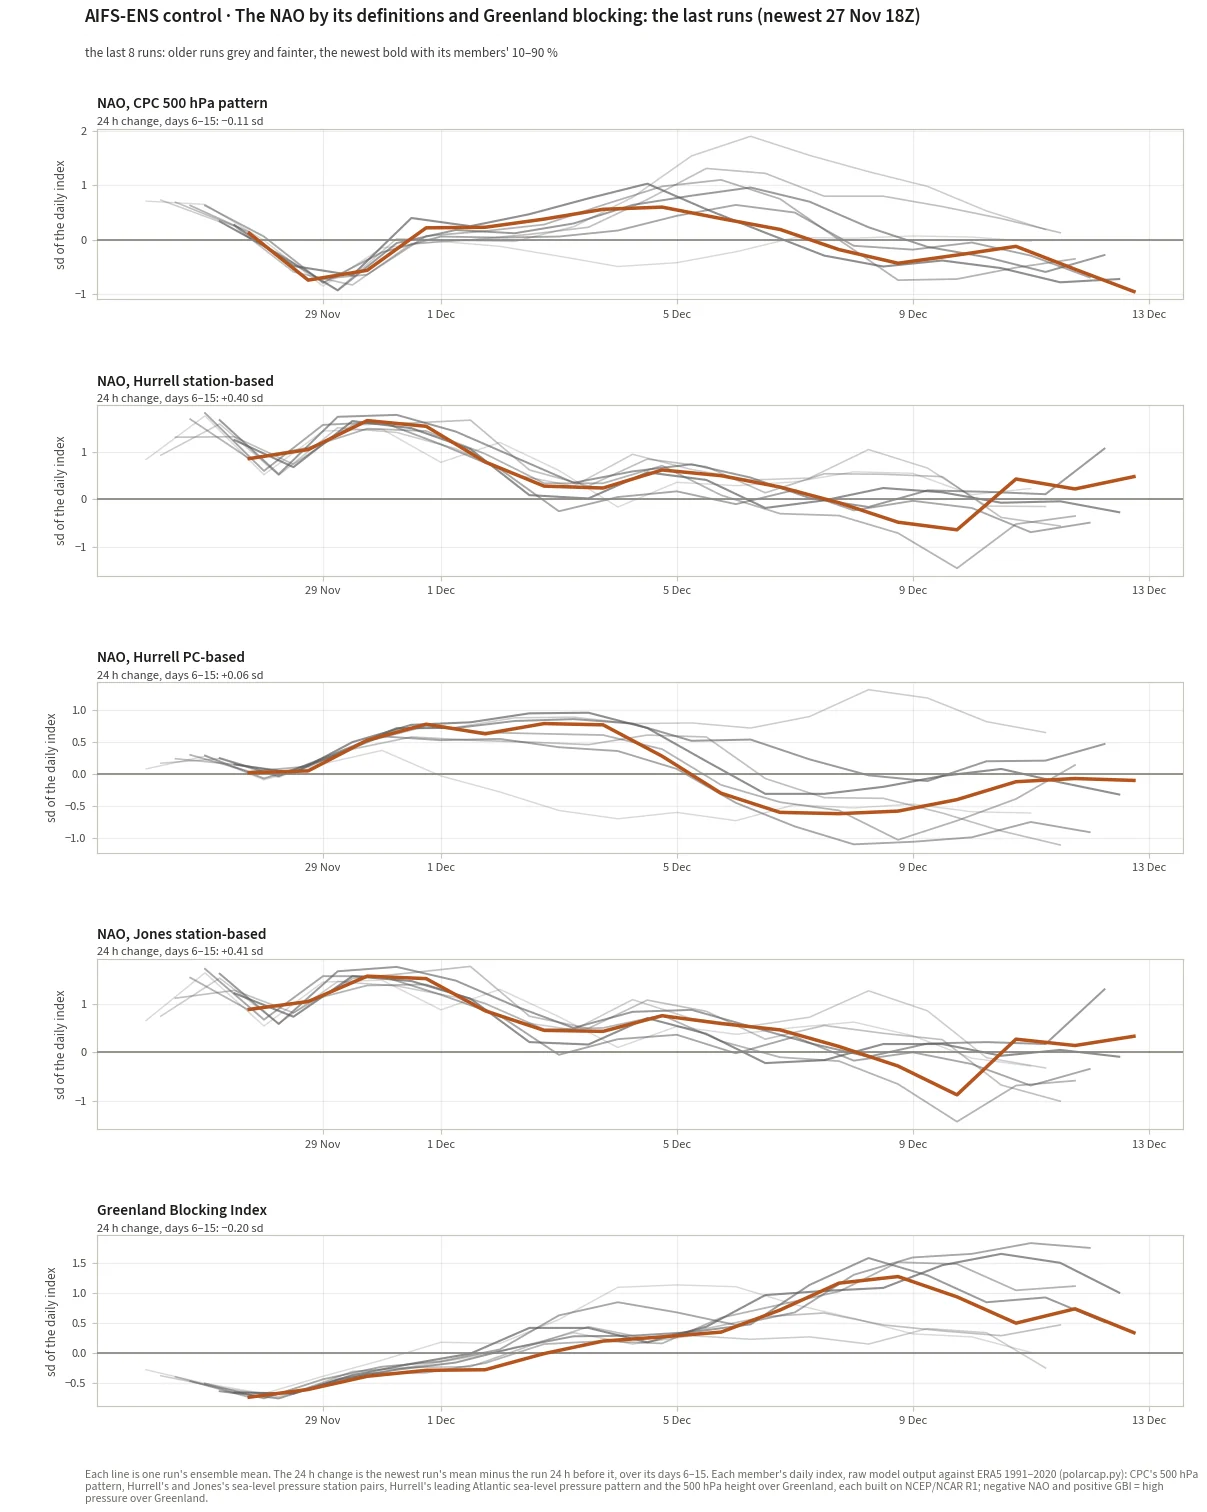 AIFS-ENS control · The NAO by its definitions and Greenland blocking: the last runs (newest 27 Nov 18Z)
the last 8 runs: older runs grey and fainter, the newest bold with its members' 10–90 %
NAO, CPC 500 hPa pattern
24 h change, days 6–15: −0.11 sd
sd of the daily index
2
1
0
−1
29 Nov
1 Dec
5 Dec
9 Dec
13 Dec
NAO, Hurrell station-based
24 h change, days 6–15: +0.40 sd
sd of the daily index
1
0
−1
29 Nov
1 Dec
5 Dec
9 Dec
13 Dec
NAO, Hurrell PC-based
24 h change, days 6–15: +0.06 sd
sd of the daily index
1.0
0.5
0.0
−0.5
−1.0
29 Nov
1 Dec
5 Dec
9 Dec
13 Dec
NAO, Jones station-based
24 h change, days 6–15: +0.41 sd
sd of the daily index
1
0
−1
29 Nov
1 Dec
5 Dec
9 Dec
13 Dec
Greenland Blocking Index
24 h change, days 6–15: −0.20 sd
sd of the daily index
1.5
1.0
0.5
0.0
−0.5
29 Nov
1 Dec
5 Dec
9 Dec
13 Dec
Each line is one run's ensemble mean. The 24 h change is the newest run's mean minus the run 24 h before it, over its days 6–15. Each member's daily index, raw model output against ERA5 1991–2020 (polarcap.py): CPC's 500 hPa
pattern, Hurrell's and Jones's sea-level pressure station pairs, Hurrell's leading Atlantic sea-level pressure pattern and the 500 hPa height over Greenland, each built on NCEP/NCAR R1; negative NAO and positive GBI = high
pressure over Greenland.